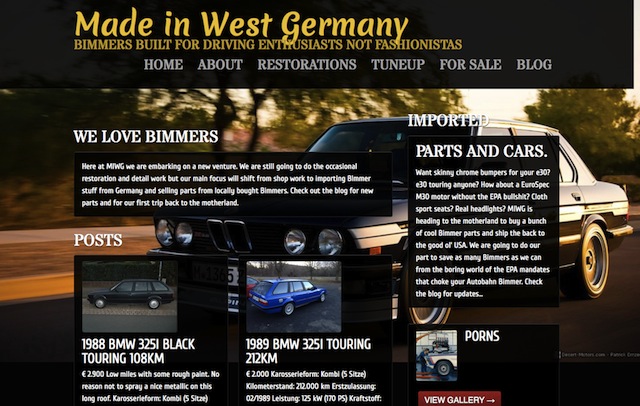 Made in West Germany
BIMMERS BUILT FOR DRIVING ENTHUSIASTS NOT FASHIONISTAS
HOME ABOUT RESTORATIONS TUNEUP FOR SALE BLOG
WE LOVE BIMMERS
Here at MIWG we are embarking on a new venture. We are still going to do the occasional
restoration and detail work but our main focus will shift from shop work to importing Bimmer
stuff from Germany and selling parts from locally bought Bimmers. Check out the blog for new
parts and for our first trip back to the motherland.
POSTS
1988 BMW 325I BLACK
TOURING 108KM
€ 2.900 Low miles with some rough paint. No
reason not to spray a nice metallic on this
long roof. Karosserieform: Kombi (5 Sitze)
1989 BMW 325I TOURING
212KM
€ 2.000 Karosserieform: Kombi (5 Sitze)
Kilometerstand: 212.000 km Erstzulassung:
02/1989 Leistung: 125 kW (170 PS) Kraftstoff:
IMPORTED
PARTS AND CARS.
Want skinny chrome bumpers for your e30?
e30 touring anyone? How about a EuroSpec
M30 motor without the EPA bullshit? Cloth
sport seats? Real headlights? MIWG is
heading to the motherland to buy a bunch
of cool Bimmer parts and ship the back to
the good ol' USA. We are going to do our
part to save as many Bimmers as we can
from the boring world of the EPA mandates
that choke your Autobahn Bimmer. Check
the blog for updates...
PORNS
VIEW GALLERY →